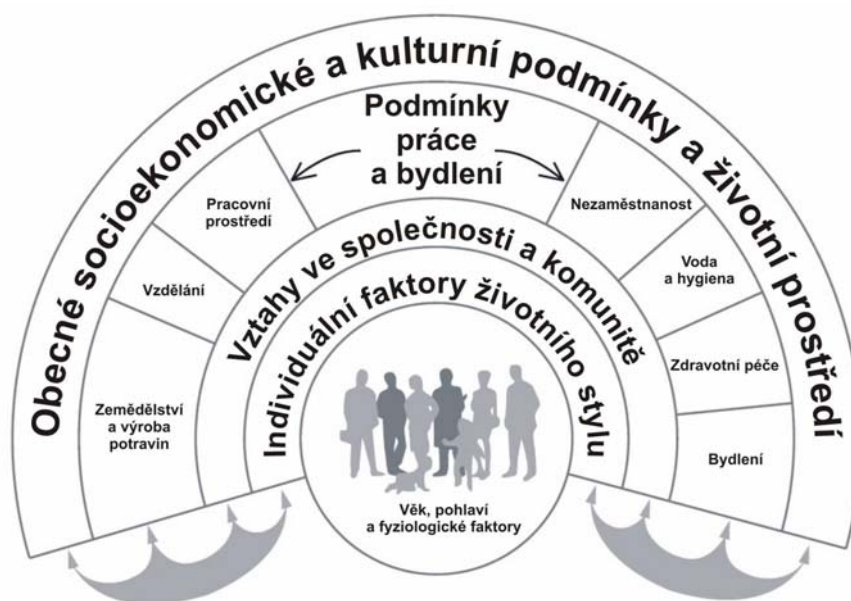 Obecné socioekonomické a kulturní podmínky a životní prostředí
Podmínky
práce
a bydlení
Pracovní
prostředí
Nezaměstnanost
Vzdělání
Voda
a hygiena
Zemědělství
a výroba
potravin
Zdravotní péče
Bydlení
Vztahy ve společnosti a komunitě
Individuální faktory životního stylu
Věk, pohlaví
a fyziologické faktory